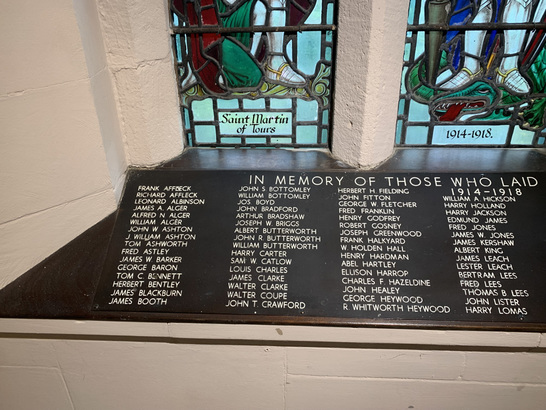 Saint Martin
of Tours
1914-1918.
IN MEMORY OF THOSE WHO LAID
1914-1918
FRANK AFFLECK
RICHARD AFFLECK
LEONARD ALBINSON
JAMES A. ALGER
ALFRED N. ALGER
WILLIAM ALGER
JOHN W. ASHTON
J. WILLIAM ASHTON
TOM ASHWORTH
FRED ASTLEY
JAMES W. BARKER
GEORGE BARON
TOM C. BENNETT
HERBERT BENTLEY
JAMES BLACKBURN
JAMES BOOTH
JOHN S. BOTTOMLEY
WILLIAM BOTTOMLEY
JOS BOYD
JOHN BRADFORD
ARTHUR BRADSHAW
JOSEPH W. BRIGGS
ALBERT BUTTERWORTH
JOHN R. BUTTERWORTH
WILLIAM BUTTERWORTH
HARRY CARTER
SAM W. CATLOW
LOUIS CHARLES
JAMES CLARKE
WALTER CLARKE
WALTER COUPE
JOHN T. CRAWFORD
HERBERT H. FIELDING
JOHN FITTON
GEORGE W FLETCHER
FRED FRANKLIN
HENRY GODFREY
ROBERT GOSNEY
JOSEPH GREENWOOD
FRANK HALKYARD
W. HOLDEN HALL
HENRY HARDMAN
ABEL HARTLEY
ELLISON HARROP
CHARLES F. HAZELDINE
JOHN HEALEY
GEORGE HEYWOOD
R. WHITWORTH HEYWOOD
WILLIAM A. HICKSON
HARRY HOLLAND
HARRY JACKSON
EDMUND JAMES
FRED JONES
JAMES W. JONES
JAMES KERSHAW
ALBERT KING
JAMES LEACH
LESTER LEACH
BERTRAM LEES
FRED LEES
THOMAS B. LEES
JOHN LISTER
HARRY LOMAS